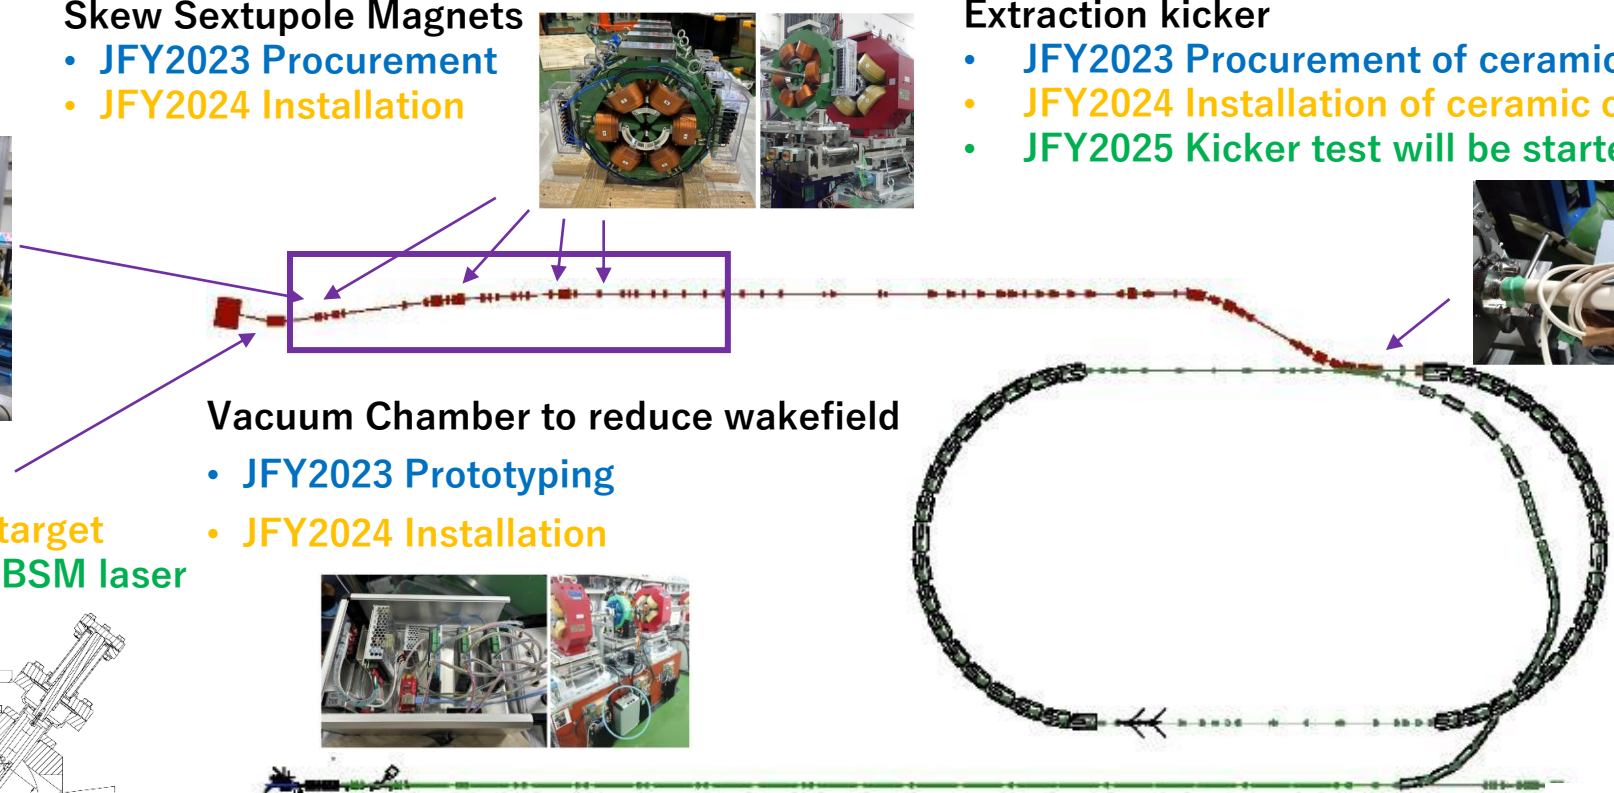 Skew Sextupole Magnets
• JFY2023 Procurement
• JFY2024 Installation
Extraction kicker
• JFY2023 Procurement of ceramic
• JFY2024 Installation of ceramic
• JFY2025 Kicker test will be
Vacuum Chamber to reduce wakefield
• JFY2023 Prototyping
• JFY2024 Installation
target
BSM laser